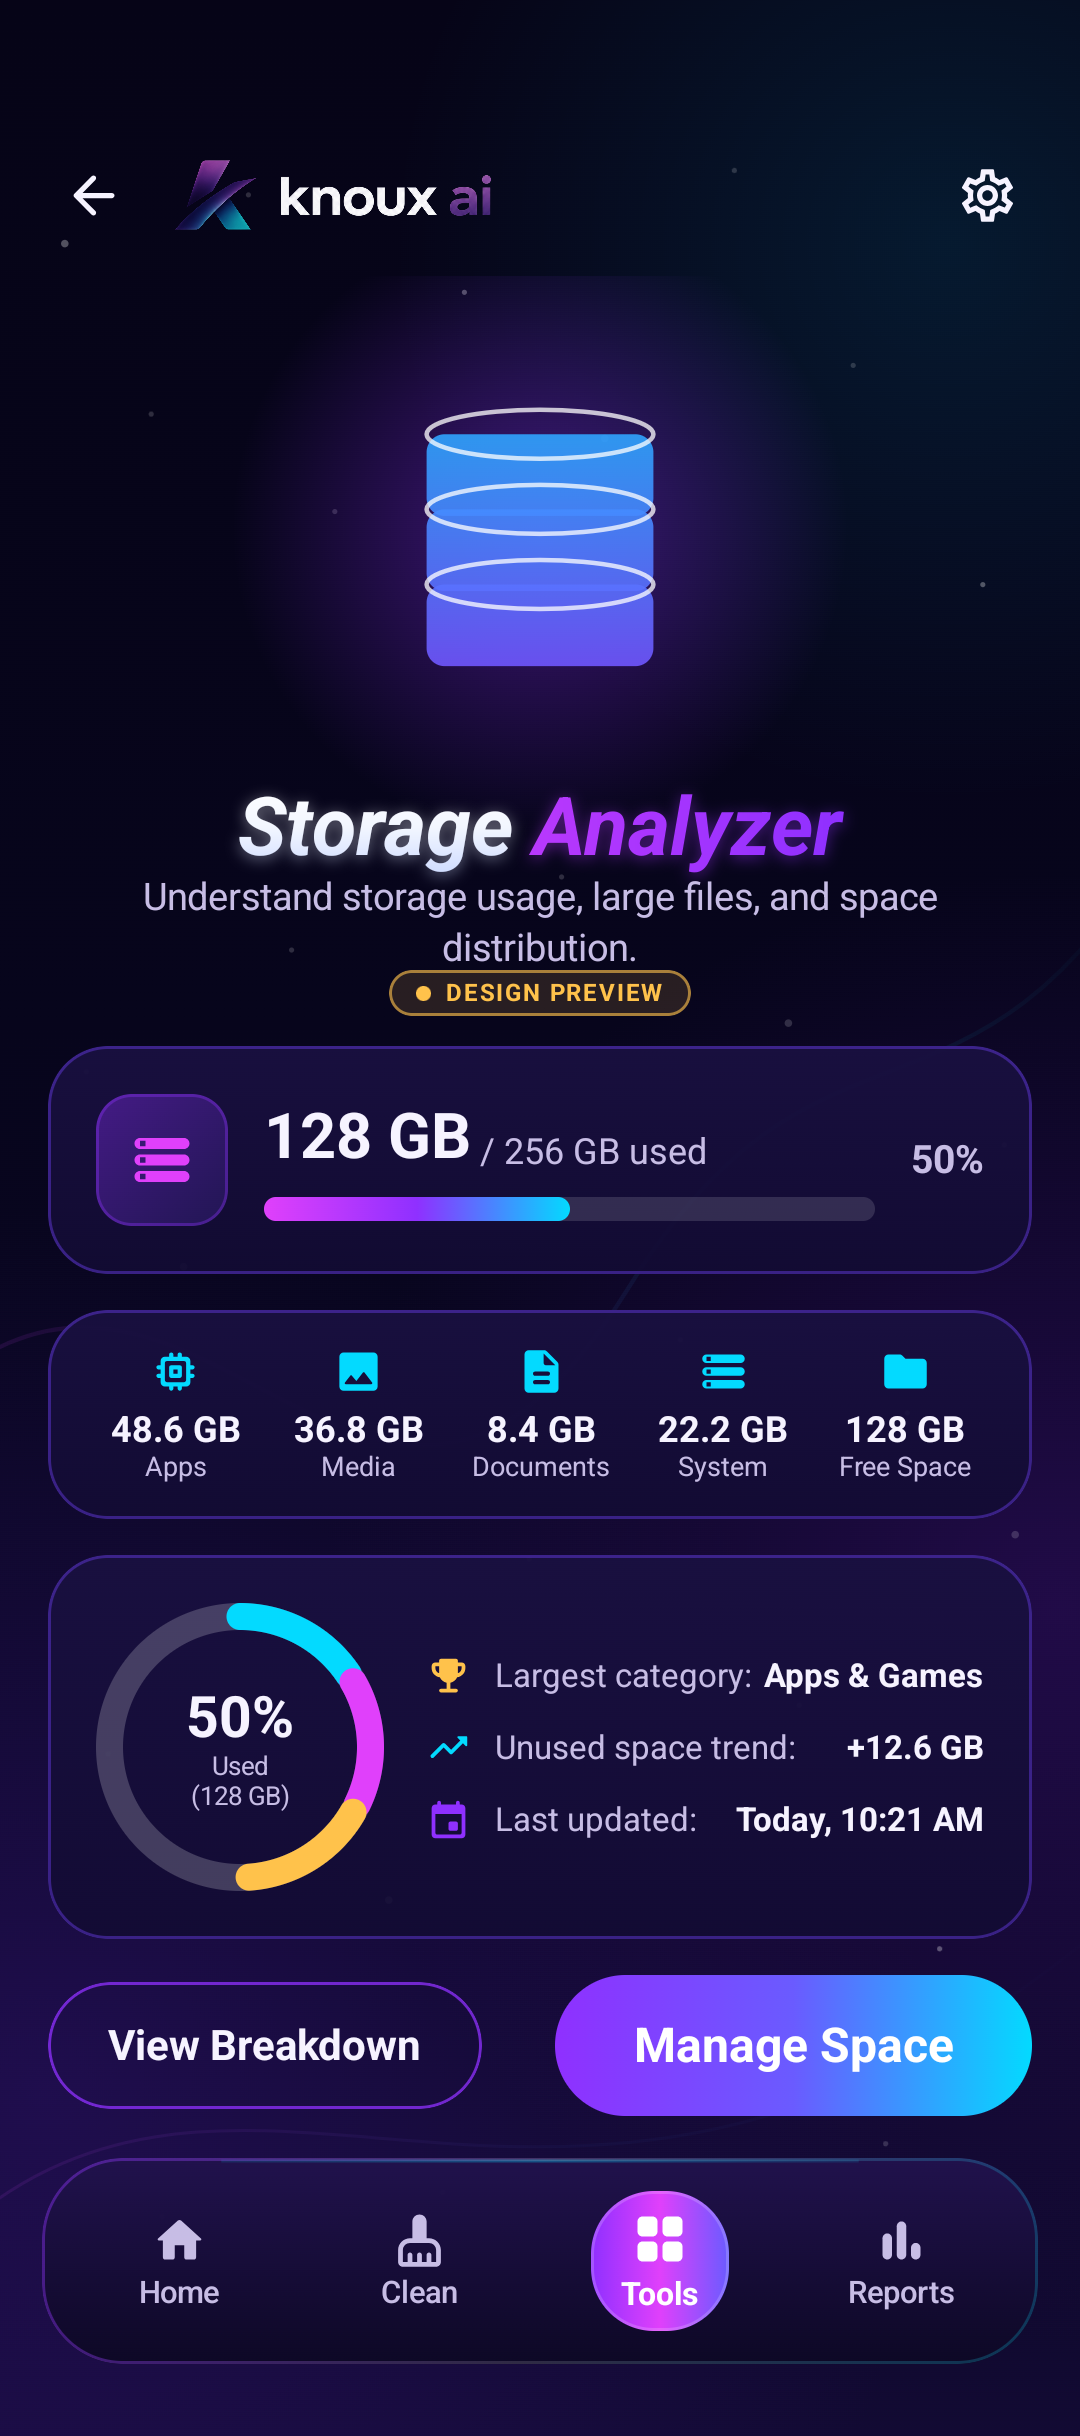 knoux ai
Storage Analyzer
Understand storage usage, large files, and space
distribution.
DESIGN PREVIEW
128 GB / 256 GB used
50%
48.6 GB
Apps
36.8 GB
Media
8.4 GB
Documents
22.2 GB
System
128 GB
Free Space
50%
Used
(128 GB)
Largest category: Apps & Games
Unused space trend: +12.6 GB
Last updated: Today, 10:21 AM
View Breakdown
Manage Space
Home
Clean
Tools
Reports